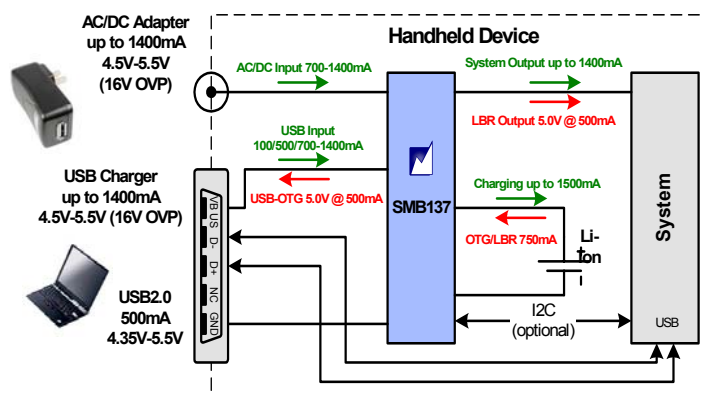 AC/DC Adapter
up to 1400mA
4.5V-5.5V
(16V OVP)
Handheld Device
AC/DC Input 700-1400mA
System Output up to 1400mA
LBR Output 5.0V @ 500mA
USB Input
100/500/700-1400mA
USB-OTG 5.0V @ 500mA
USB Charger
up to 1400mA
4.5V-5.5V (16V OVP)
SMB137
Charging up to 1500mA
OTG/LBR 750mA
Li-
Ion
+
-
System
VB US
D-
D+
NC
GND
USB2.0
500mA
4.35V-5.5V
I2C
(optional)
USB